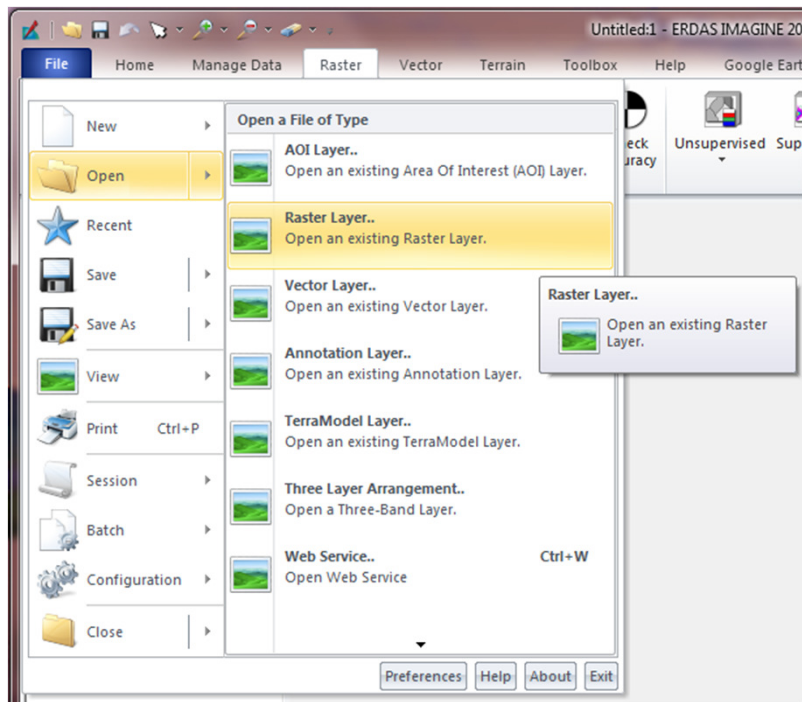 Untitled:1 - ERDAS IMAGINE 20
File Home Manage Data Raster Vector Terrain Toolbox Help Google Eart
eck
uracy
Unsupervised Sup
New
Open
Recent
Save
Save As
View
Print Ctrl+P
Session
Batch
Configuration
Close
Open a File of Type
AOI Layer..
Open an existing Area Of Interest (AOI) Layer.
Raster Layer..
Open an existing Raster Layer.
Vector Layer..
Open an existing Vector Layer.
Annotation Layer..
Open an existing Annotation Layer.
TerraModel Layer..
Open an existing TerraModel Layer.
Three Layer Arrangement..
Open a Three-Band Layer.
Web Service.. Ctrl+W
Open Web Service
Raster Layer..
Open an existing Raster
Layer.
Preferences Help About Exit